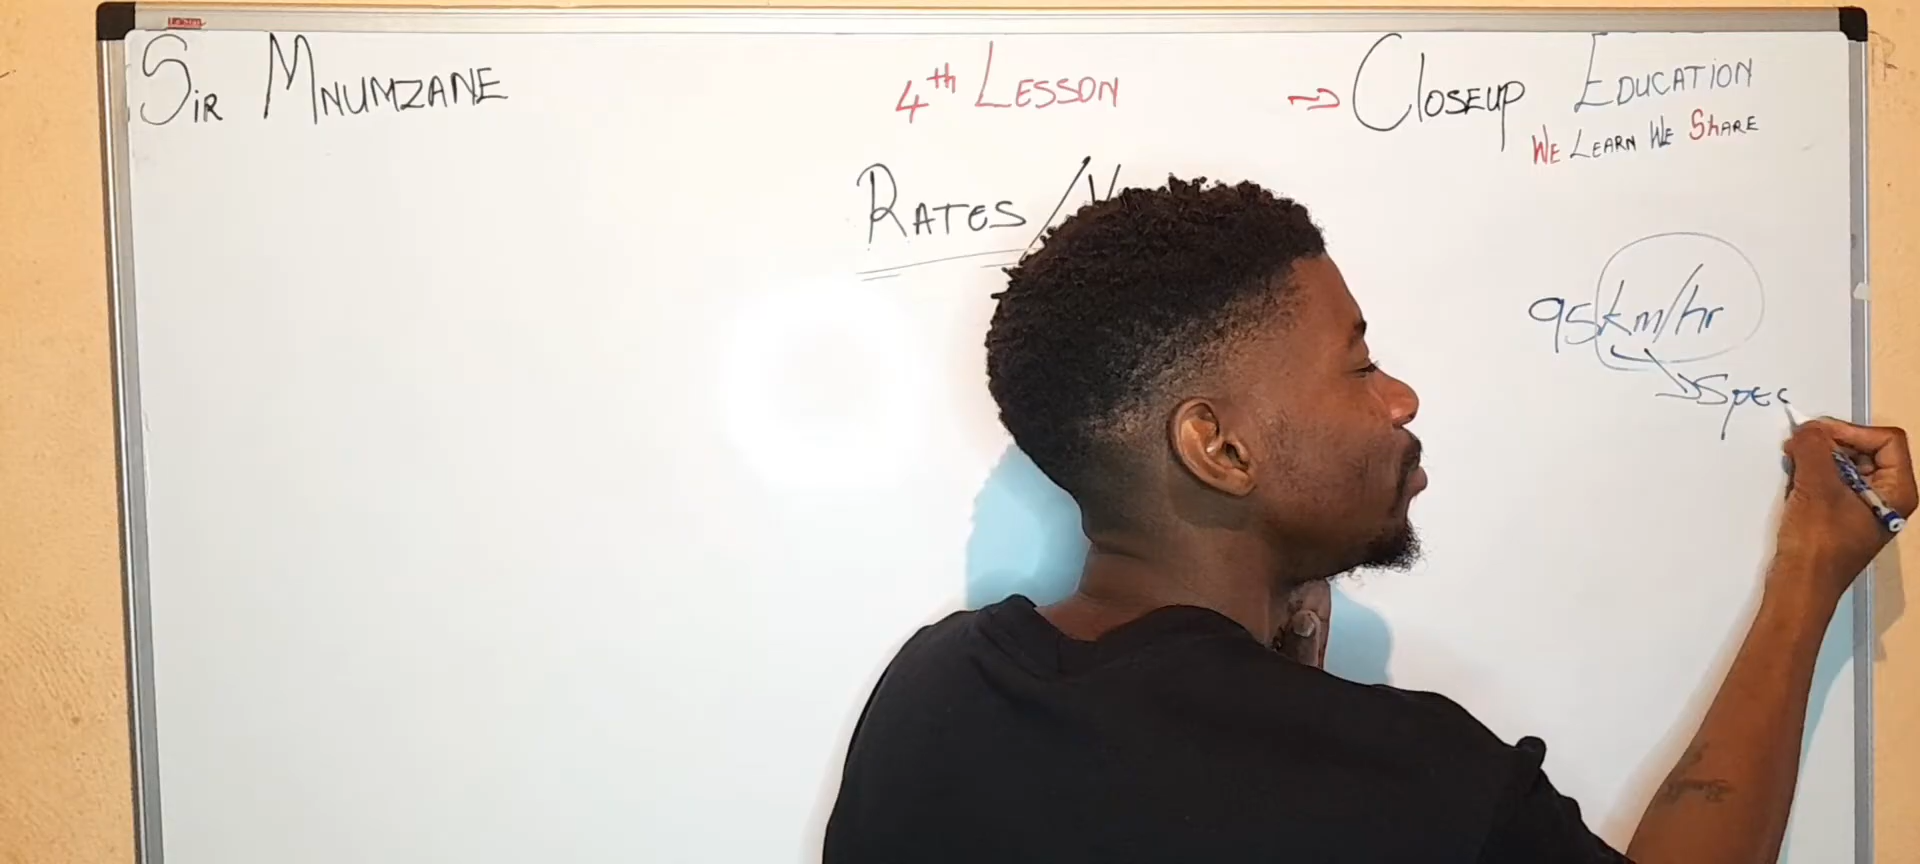 Sir Mnumzane
4th Lesson
→ Closeup Education
We Learn We Share
Rates /
95km/hr
Spee